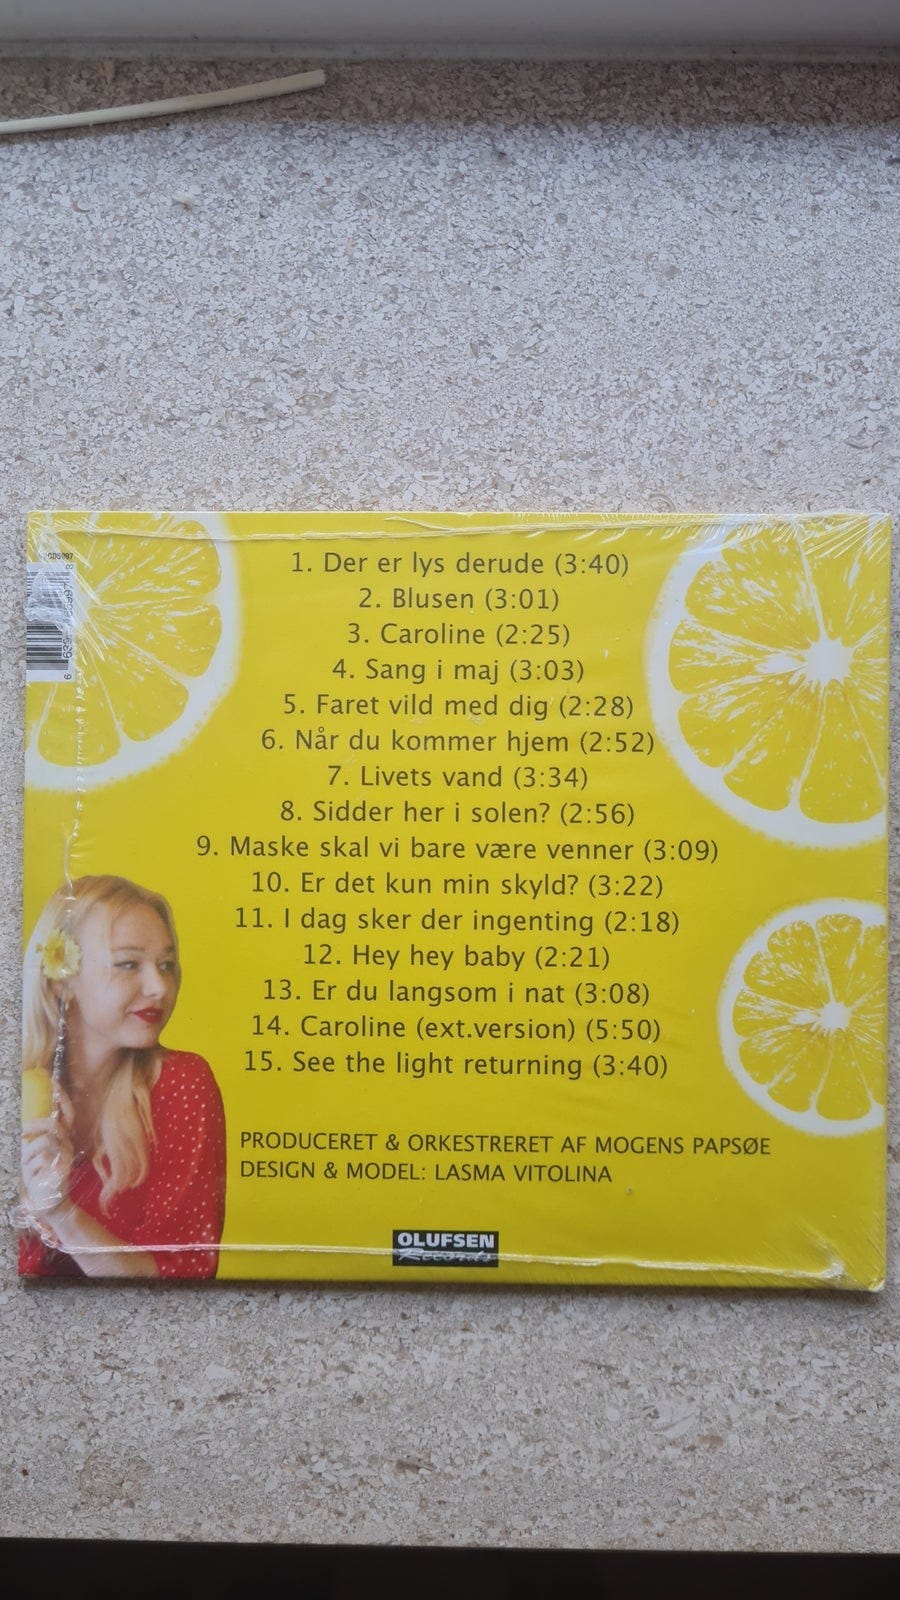 1. Der er lys derude (3:40)
2. Blusen (3:01)
3. Caroline (2:25)
4. Sang i maj (3:03)
5. Faret vild med dig (2:28)
6. Når du kommer hjem (2:52)
7. Livets vand (3:34)
8. Sidder her i solen? (2:56)
9. Maske skal vi bare være venner (3:09)
10. Er det kun min skyld? (3:22)
11. I dag sker der ingenting (2:18)
12. Hey hey baby (2:21)
13. Er du langsom i nat (3:08)
14. Caroline (ext.version) (5:50)
15. See the light returning (3:40)
PRODUCERET & ORKESTRERET AF MOGENS PAPSØE
DESIGN & MODEL: LASMA VITOLINA
OLUFSEN
Records